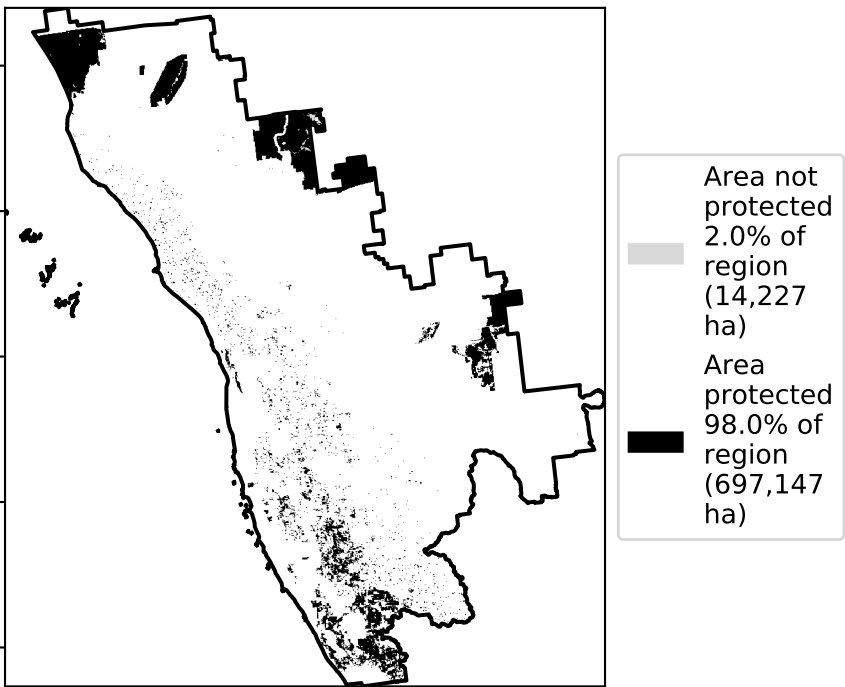 Area not
protected
2.0% of
region
(14,227
ha)
Area
protected
98.0% of
region
(697,147
ha)